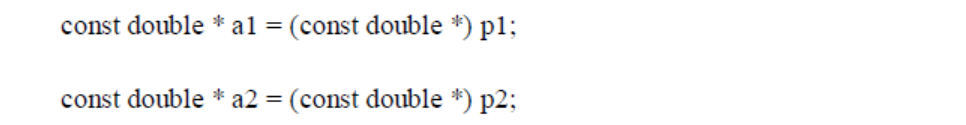 const double * a1 = (const double *) p1;
const double * a2 = (const double *) p2;